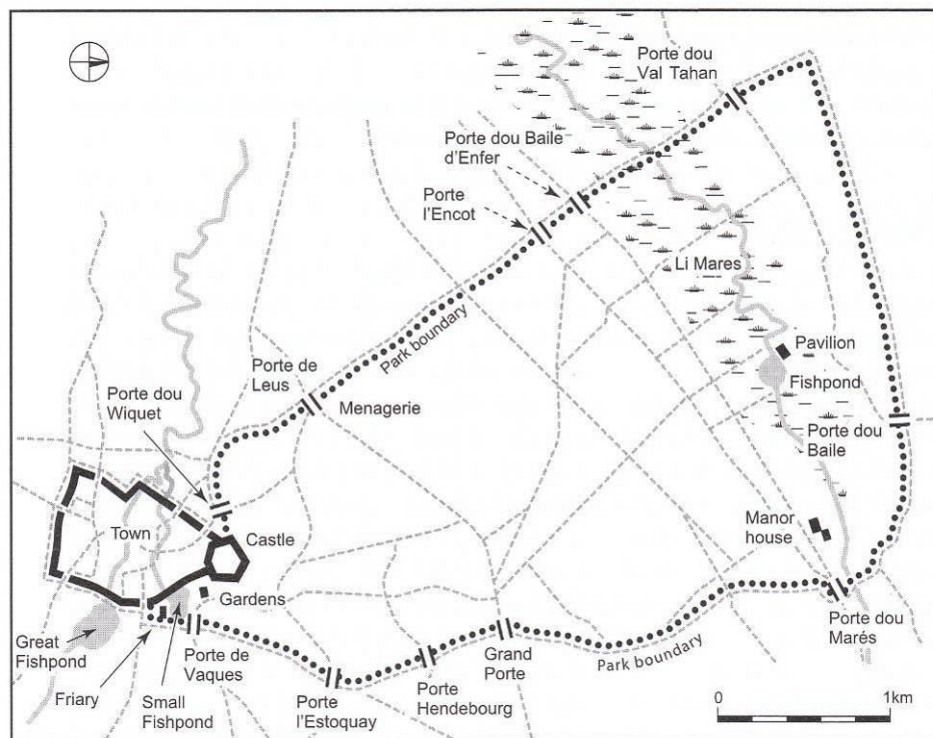 Porte dou
Val Tahan
Porte dou Baile
d'Enfer
Porte
l'Encot
Li Mares
Park boundary
Pavilion
Fishpond
Porte de
Leus
Menagerie
Porte dou
Wiquet
Porte dou
Baile
Town
Castle
Manor
house
Gardens
Great
Fishpond
Friary
Small
Fishpond
Porte de
Vaques
Porte
l'Estoquay
Porte
Hendebourg
Grand
Porte
Park boundary
Porte dou
Marés
0 1km